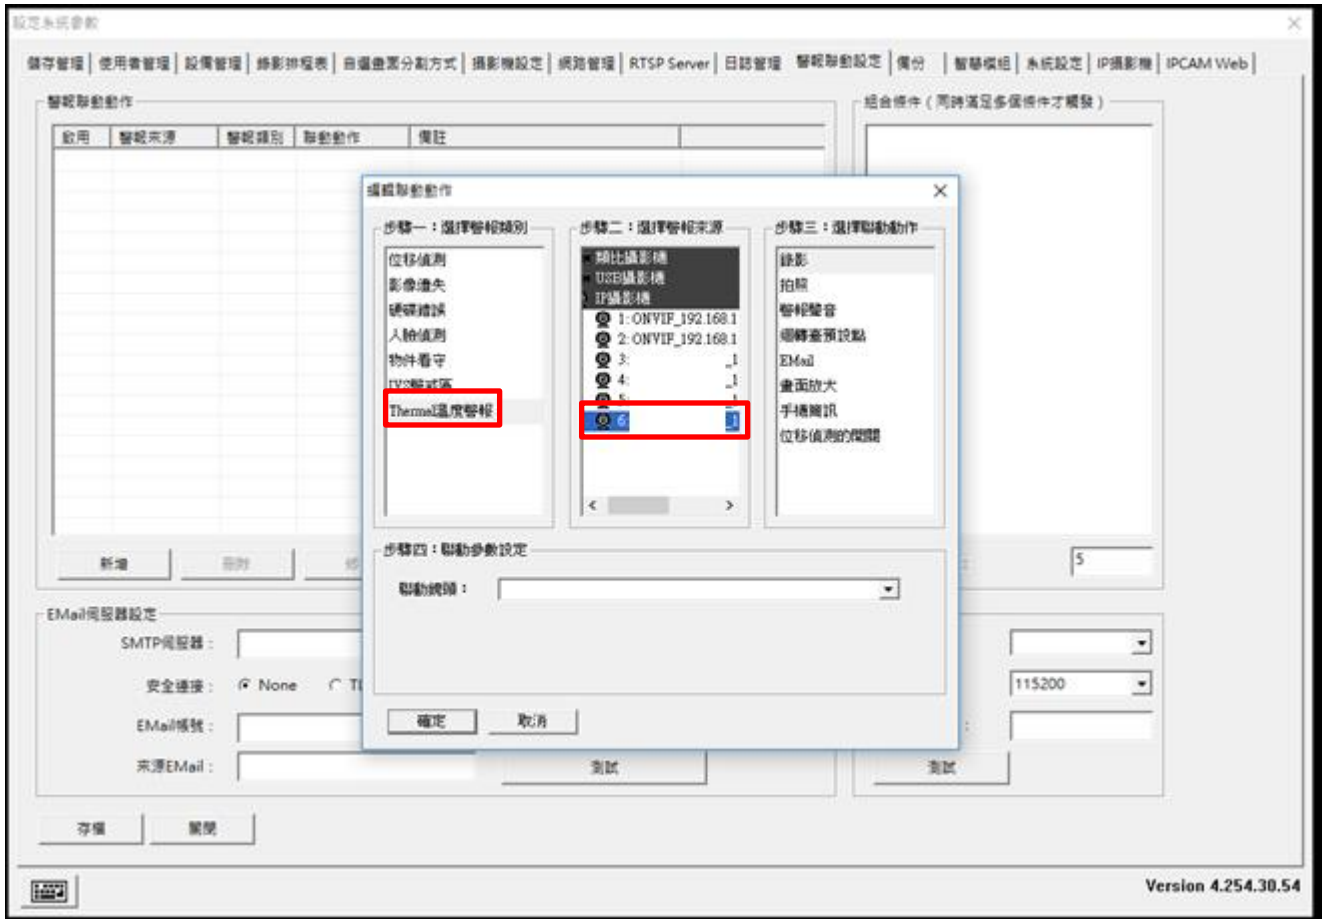 設定系統參數
儲存管理 使用者管理 設備管理 錄影排程表 自選畫面分割方式 攝影機設定 網路管理 RTSP Server 日誌管理 警報聯動設定 備份 智慧模組 系統設定 IP攝影機 IPCAM Web
警報聯動動作
組合條件 ( 同時滿足多個條件才觸發 )
啟用 警報來源 警報類別 聯動動作 備註
編輯聯動動作
步驟一：選擇警報類別
位移偵測
影像遺失
硬碟錯誤
人臉偵測
物件看守
IVS警戒區
Thermal溫度警報
步驟二：選擇警報來源
類比攝影機
USB攝影機
IP攝影機
1: ONVIF_192.168.1
2: ONVIF_192.168.1
3: _1
4: _1
5: _1
6: _1
步驟三：選擇聯動動作
錄影
拍照
警報聲音
迴轉臺預設點
EMail
畫面放大
手機簡訊
位移偵測的開關
步驟四：聯動參數設定
聯動鏡頭：
確定 取消
新增 刪除 修
5
EMail伺服器設定
SMTP伺服器 :
安全連接 : None TL
115200
EMail帳號 :
來源EMail :
測試
測試
存檔 關閉
Version 4.254.30.54